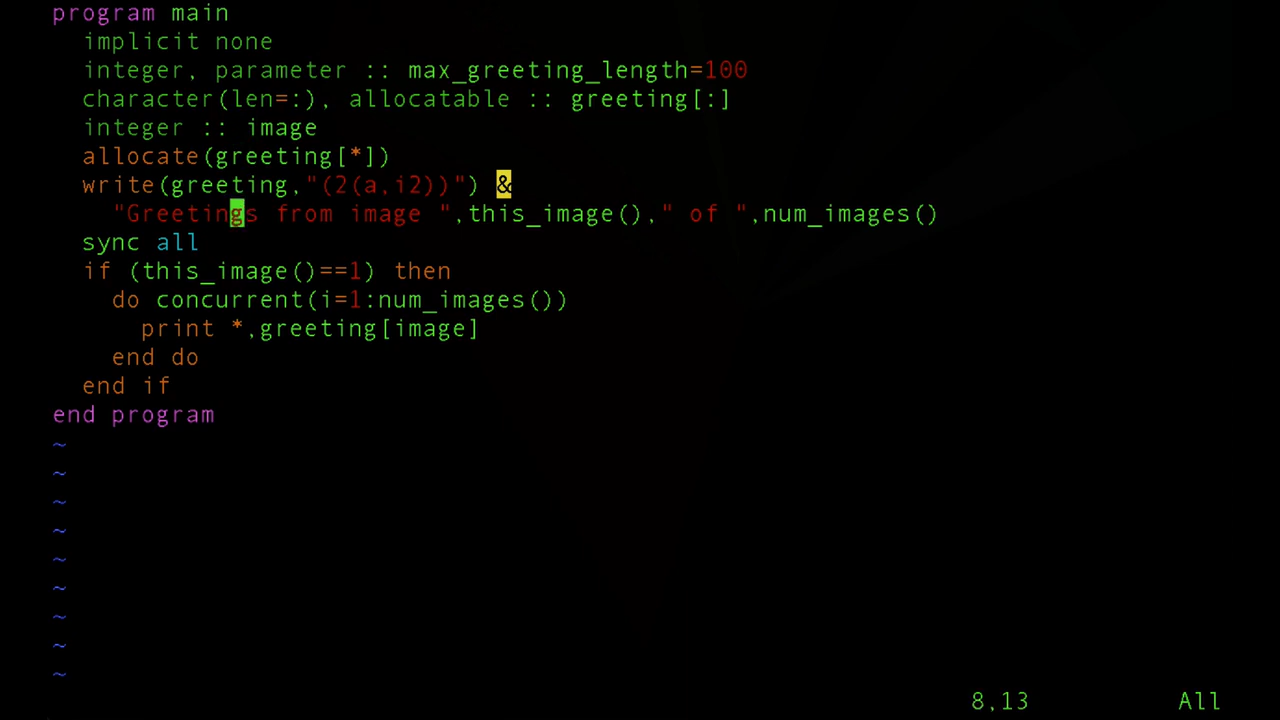 program main
  implicit none
  integer, parameter :: max_greeting_length=100
  character(len=:), allocatable :: greeting[:]
  integer :: image
  allocate(greeting[*])
  write(greeting,"(2(a,i2))") &
    "Greetings from image ",this_image()," of ",num_images()
  sync all
  if (this_image()==1) then
    do concurrent(i=1:num_images())
      print *,greeting[image]
    end do
  end if
end program
~
~
~
~
~
~
~
~
~
8,13 All